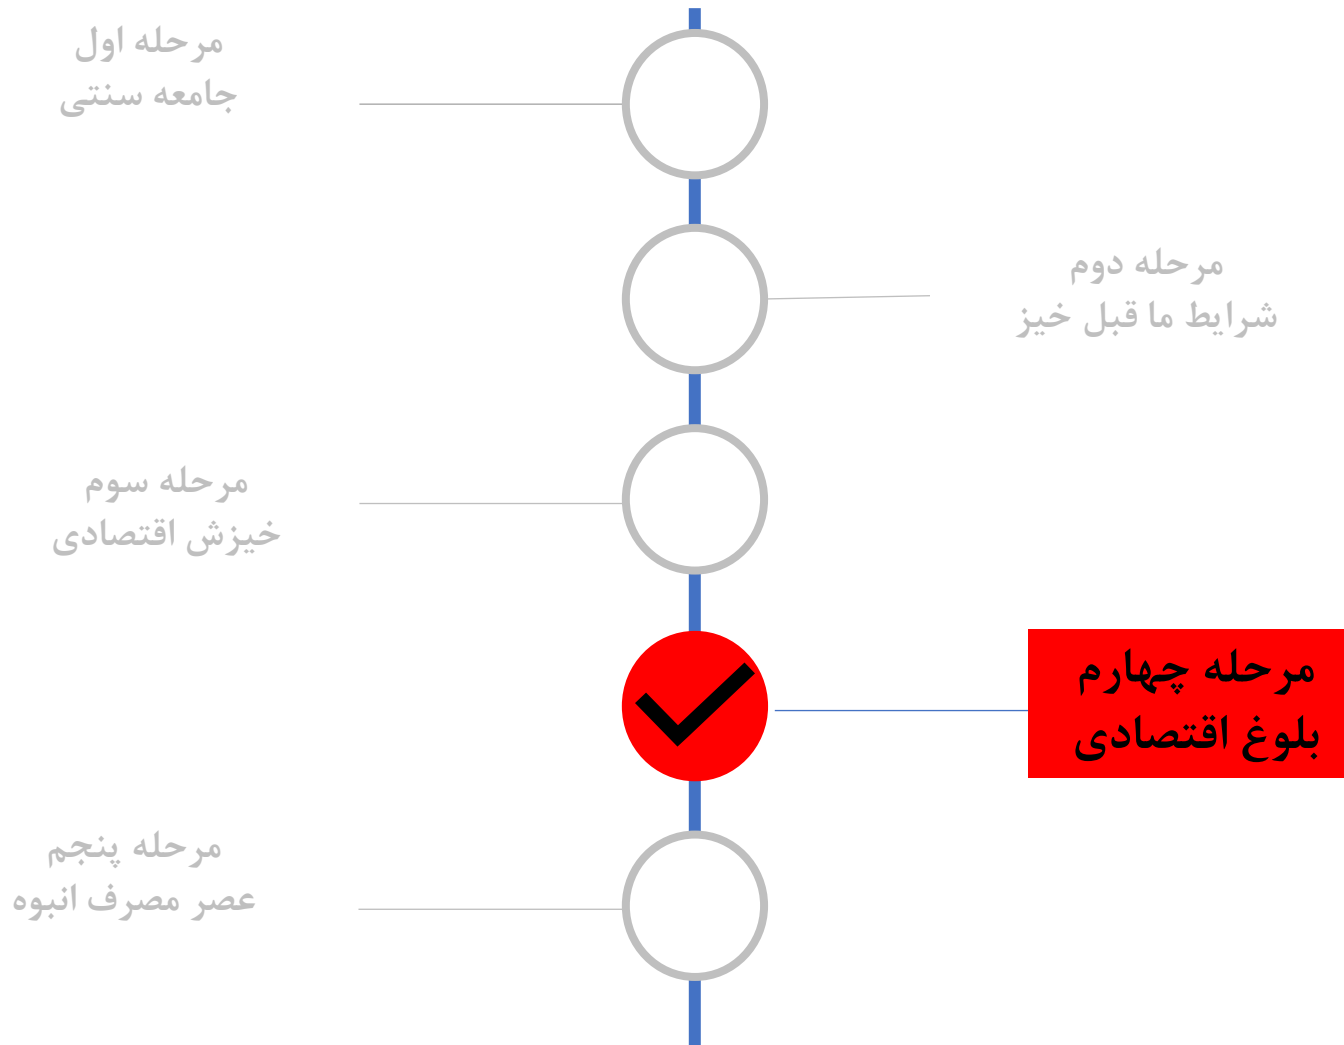 مرحله اول
جامعه سنتی
مرحله دوم
شرایط ما قبل خیز
مرحله سوم
خیزش اقتصادی
مرحله چهارم
بلوغ اقتصادی
مرحله پنجم
عصر مصرف انبوه